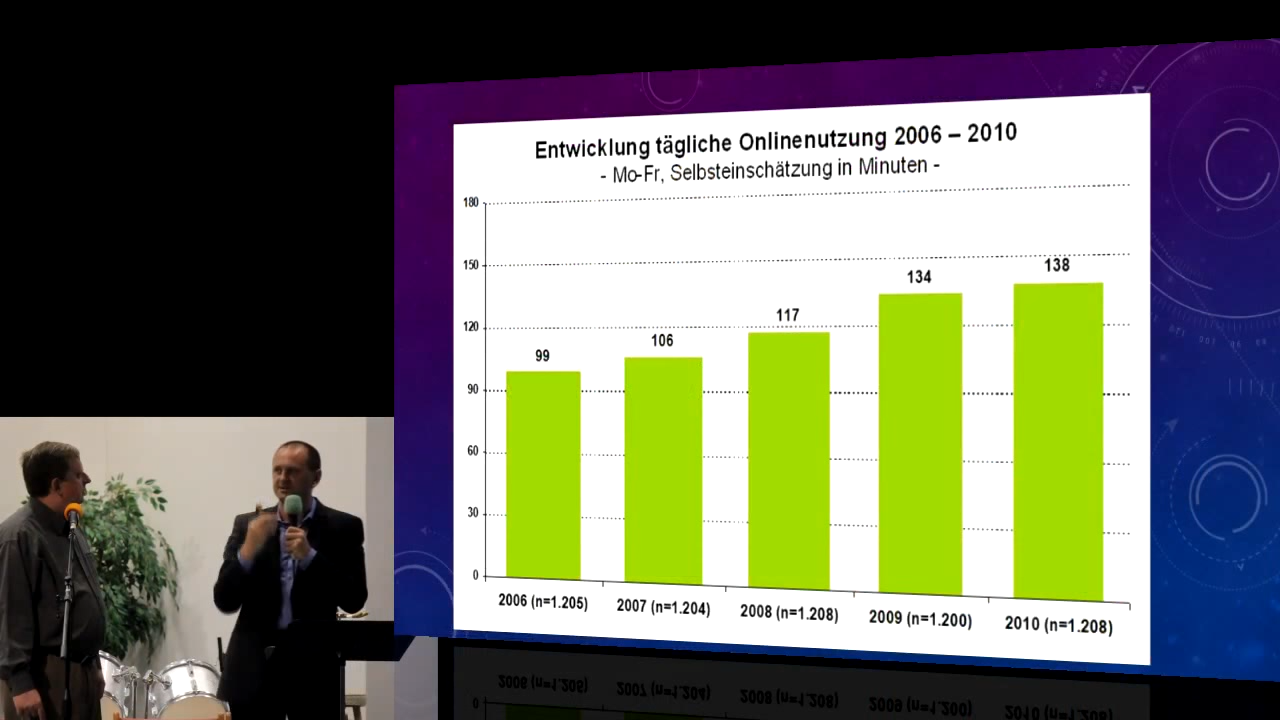 Entwicklung tägliche Onlinenutzung 2006 – 2010
- Mo-Fr, Selbsteinschätzung in Minuten -
180
150
120
90
60
30
0
99
106
117
134
138
2006 (n=1.205)
2007 (n=1.204)
2008 (n=1.208)
2009 (n=1.200)
2010 (n=1.208)